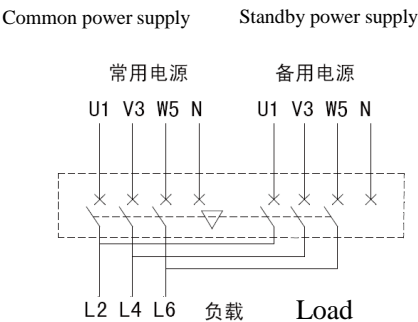 Common power supply Standby power supply
常用电源 备用电源
U1 V3 W5 N U1 V3 W5 N
L2 L4 L6 负载 Load